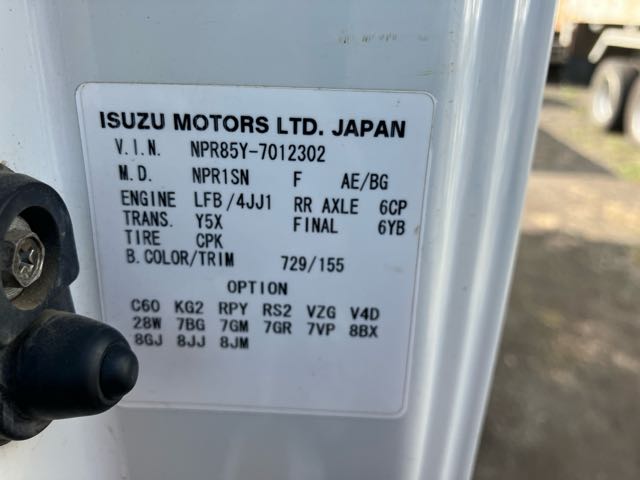 ISUZU MOTORS LTD. JAPAN
V.I.N. NPR85Y-7012302
M.D. NPR1SN F AE/BG
ENGINE LFB/4JJ1 RR AXLE 6CP
TRANS. Y5X FINAL 6YB
TIRE CPK
B.COLOR/TRIM 729/155
OPTION
C60 KG2 RPY RS2 VZG V4D
28W 7BG 7GM 7GR 7VP 8BX
8GJ 8JJ 8JM